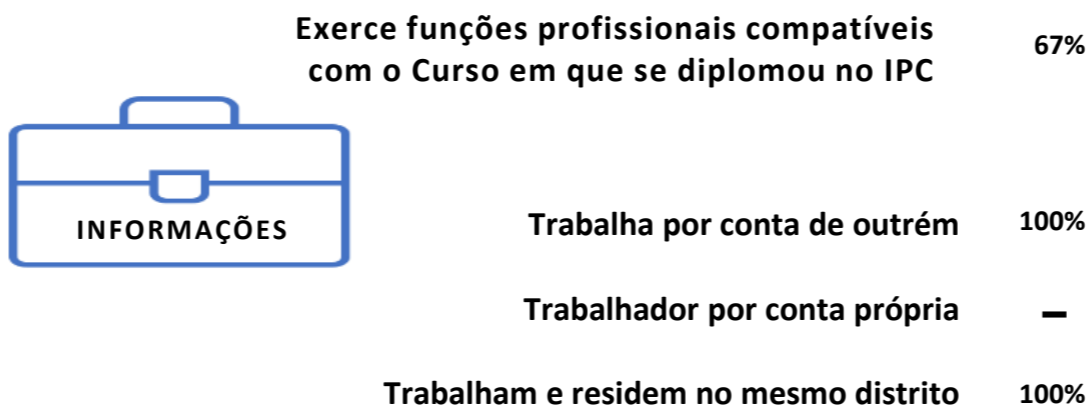 Exerce funções profissionais compatíveis
com o Curso em que se diplomou no IPC
67%
INFORMAÇÕES
Trabalha por conta de outrém
100%
Trabalhador por conta própria
–
Trabalham e residem no mesmo distrito
100%